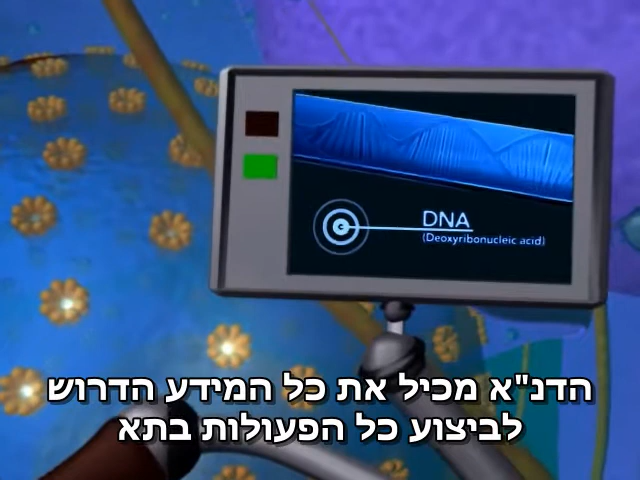 DNA
(Deoxyribonucleic acid)
הדנ"א מכיל את כל המידע הדרוש
לביצוע כל הפעולות בתא